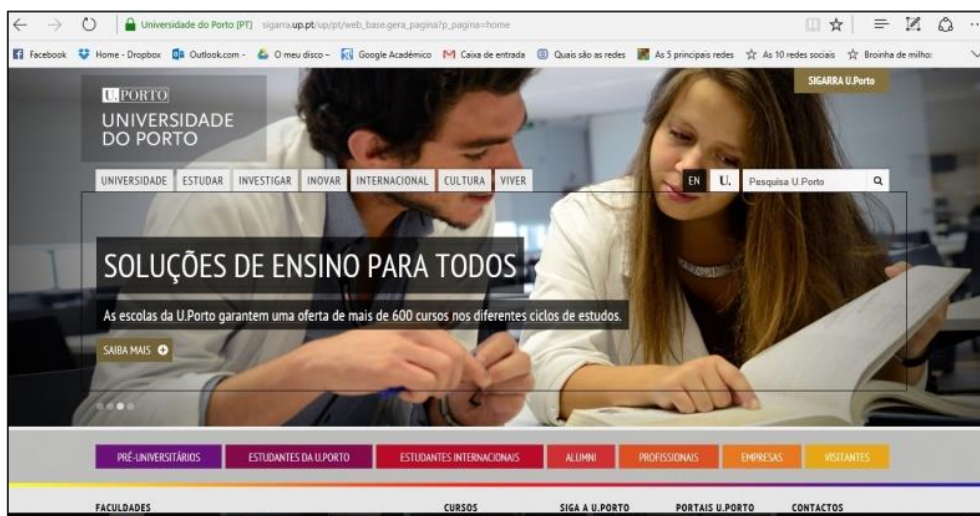 Universidade do Porto [PT] sigarra.up.pt/up/pt/web_base.gera_pagina?p_pagina=home
Facebook Home - Dropbox Outlook.com - O meu disco – Google Académico Caixa de entrada Quais são as redes As 5 principais redes As 10 redes sociais Broinha de milho:
SIGARRA U.Porto
U.PORTO
UNIVERSIDADE
DO PORTO
UNIVERSIDADE ESTUDAR INVESTIGAR INOVAR INTERNACIONAL CULTURA VIVER EN U. Pesquisa U.Porto
SOLUÇÕES DE ENSINO PARA TODOS
As escolas da U.Porto garantem uma oferta de mais de 600 cursos nos diferentes ciclos de estudos.
SAIBA MAIS
PRÉ-UNIVERSITÁRIOS ESTUDANTES DA U.PORTO ESTUDANTES INTERNACIONAIS ALUMNI PROFISSIONAIS EMPRESAS VISITANTES
FACULDADES CURSOS SIGA A U.PORTO PORTAIS U.PORTO CONTACTOS